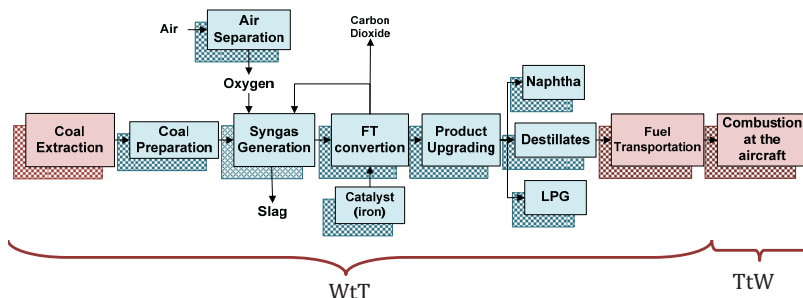 Air
Air
Separation
Carbon
Dioxide
Oxygen
Naphtha
Coal
Extraction
Coal
Preparation
Syngas
Generation
FT
convertion
Product
Upgrading
Destillates
Fuel
Transportation
Combustion
at the
aircraft
Slag
Catalyst
(iron)
LPG
WtT
TtW